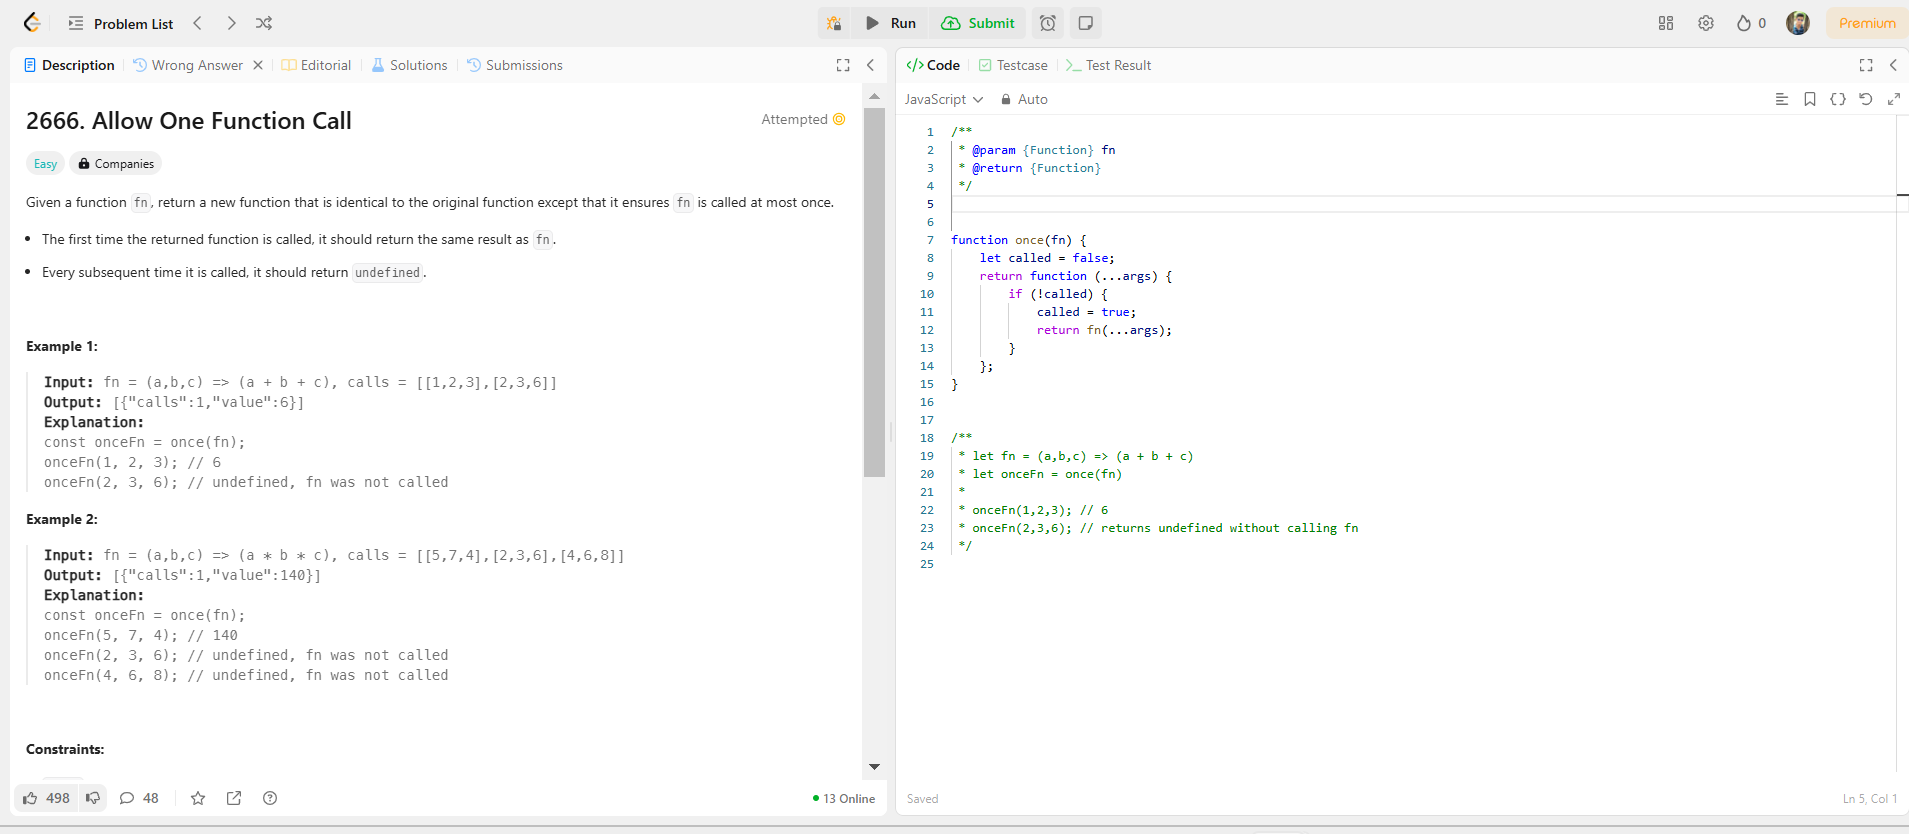 Problem List
Run
Submit
0
Premium
Description
Wrong Answer
Editorial
Solutions
Submissions
2666. Allow One Function Call
Attempted
Easy
Companies
Given a function fn, return a new function that is identical to the original function except that it ensures fn is called at most once.
• The first time the returned function is called, it should return the same result as fn.
• Every subsequent time it is called, it should return undefined.
Example 1:
Input: fn = (a,b,c) => (a + b + c), calls = [[1,2,3],[2,3,6]]
Output: [{"calls":1,"value":6}]
Explanation:
const onceFn = once(fn);
onceFn(1, 2, 3); // 6
onceFn(2, 3, 6); // undefined, fn was not called
Example 2:
Input: fn = (a,b,c) => (a * b * c), calls = [[5,7,4],[2,3,6],[4,6,8]]
Output: [{"calls":1,"value":140}]
Explanation:
const onceFn = once(fn);
onceFn(5, 7, 4); // 140
onceFn(2, 3, 6); // undefined, fn was not called
onceFn(4, 6, 8); // undefined, fn was not called
Constraints:
498
48
13 Online
</> Code
Testcase
>_ Test Result
JavaScript
Auto
1 /**
2  * @param {Function} fn
3  * @return {Function}
4  */
5
6
7 function once(fn) {
8     let called = false;
9     return function (...args) {
10         if (!called) {
11             called = true;
12             return fn(...args);
13         }
14     };
15 }
16
17
18 /**
19  * let fn = (a,b,c) => (a + b + c)
20  * let onceFn = once(fn)
21  *
22  * onceFn(1,2,3); // 6
23  * onceFn(2,3,6); // returns undefined without calling fn
24  */
25
Saved
Ln 5, Col 1